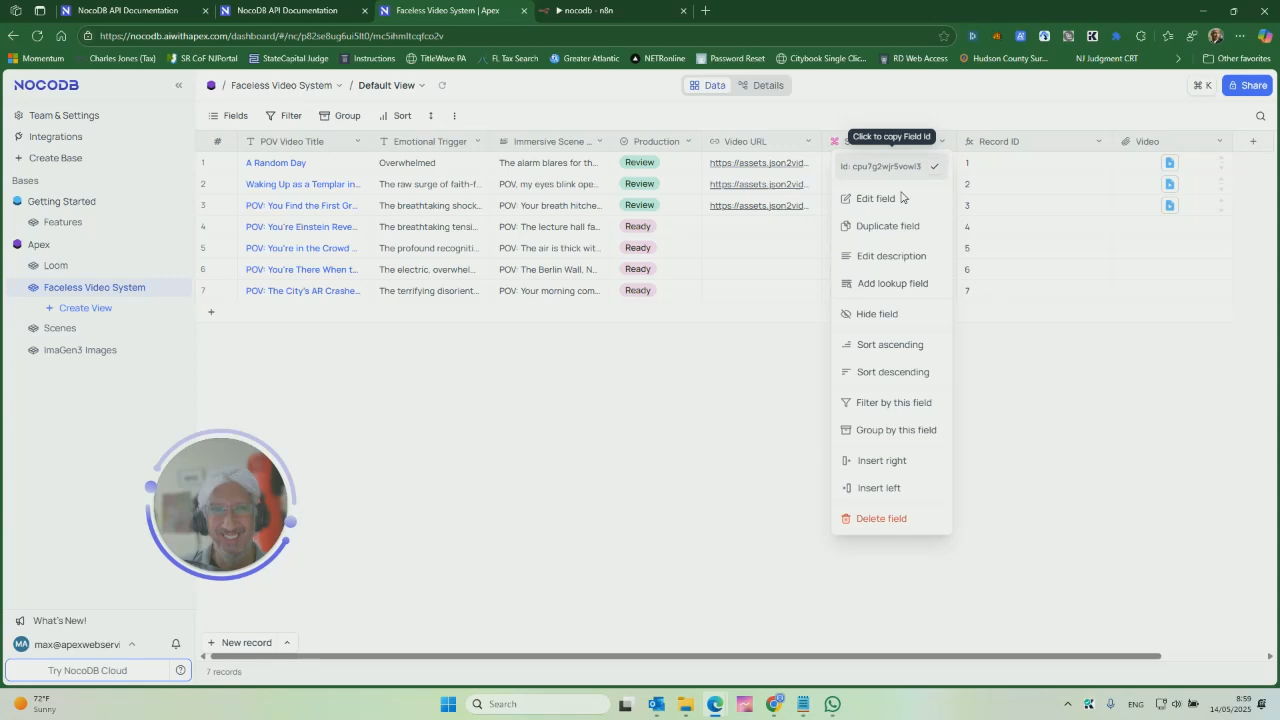 NocoDB API Documentation
NocoDB API Documentation
Faceless Video System | Apex
nocodb - n8n
https://nocodb.aiwithapex.com/dashboard/#/nc/p82se8ug6ui5lt0/mc5ihmltcqfco2v
Momentum
Charles Jones (Tax)
SR CoF NJPortal
StateCapital Judge
Instructions
TitleWave PA
FL Tax Search
Greater Atlantic
NETRonline
Password Reset
Citybook Single Clic...
RD Web Access
Hudson County Sur...
NJ Judgment CRT
Other favorites
NOCODB
Faceless Video System
Default View
Data
Details
⌘ K
Share
Team & Settings
Integrations
Create Base
Bases
Getting Started
Features
Apex
Loom
Faceless Video System
Create View
Scenes
ImaGen3 Images
Fields
Filter
Group
Sort
Click to copy Field Id
# POV Video Title Emotional Trigger Immersive Scene ... Production Video URL Record ID Video
1 A Random Day Overwhelmed The alarm blares for th... Review https://assets.json2vid... 1
2 Waking Up as a Templar in... The raw surge of faith-f... POV, my eyes blink ope... Review https://assets.json2vid... 2
3 POV: You Find the First Gr... The breathtaking shock... POV: Your breath hitche... Review https://assets.json2vid... 3
4 POV: You're Einstein Reve... The breathtaking tensi... POV: The lecture hall fa... Ready 4
5 POV: You're in the Crowd ... The profound recogniti... POV: The air is thick wit... Ready 5
6 POV: You're There When t... The electric, overwhel... POV: The Berlin Wall, N... Ready 6
7 POV: The City's AR Crashe... The terrifying disorient... POV: Your morning com... Ready 7
Id: cpu7g2wjr5vowl3
Edit field
Duplicate field
Edit description
Add lookup field
Hide field
Sort ascending
Sort descending
Filter by this field
Group by this field
Insert right
Insert left
Delete field
What's New!
MA max@apexwebservi
Try NocoDB Cloud
New record
7 records
72°F
Sunny
Search
ENG
8:59
14/05/2025